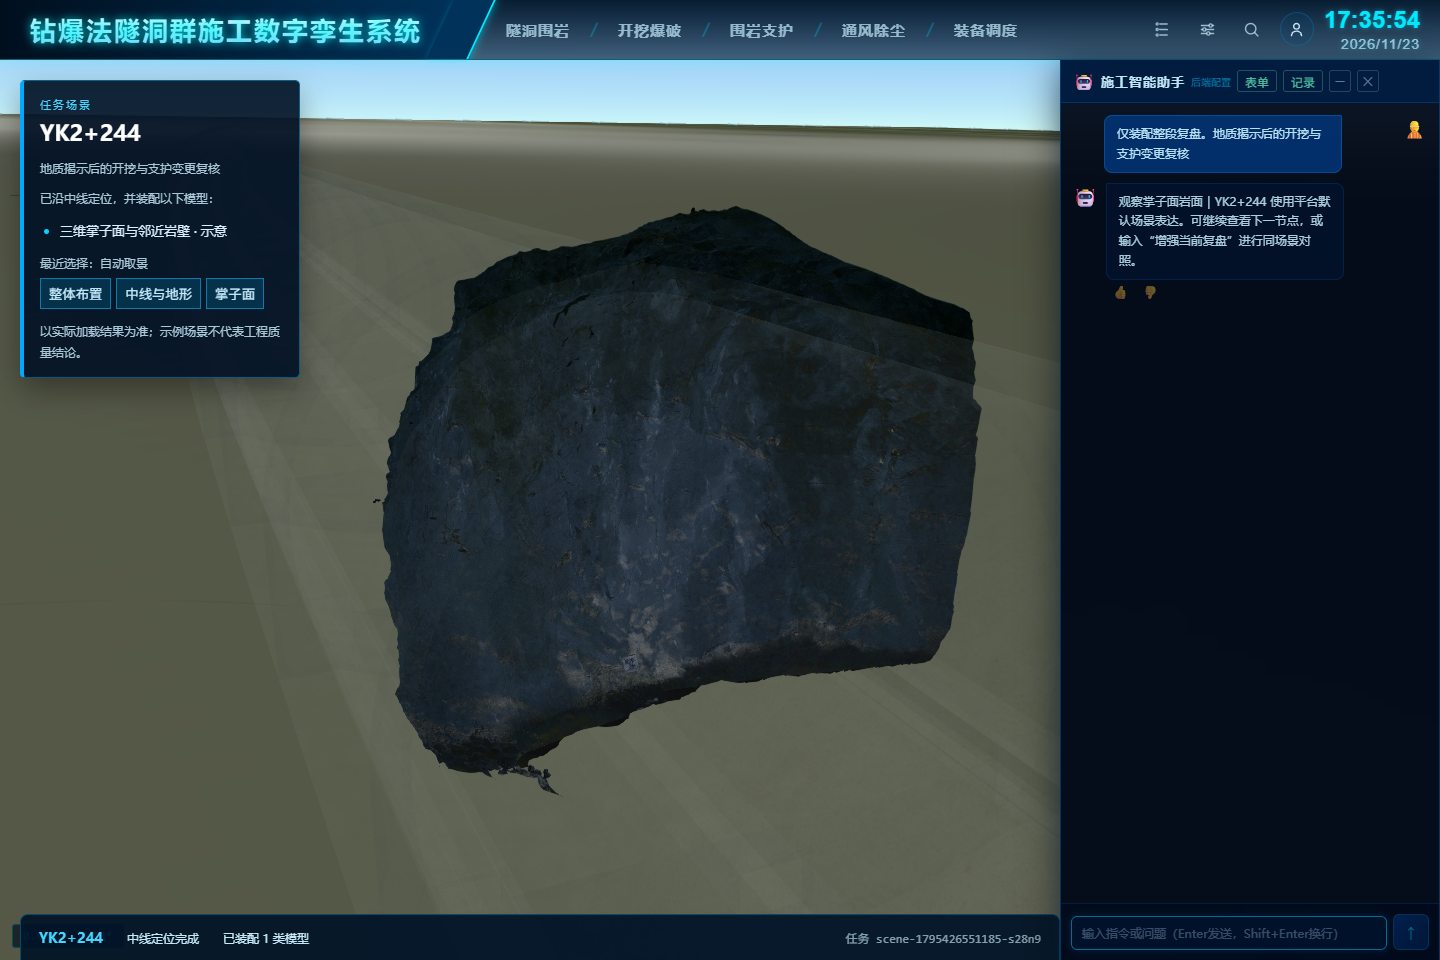 钻爆法隧洞群施工数字孪生系统
隧洞围岩 / 开挖爆破 / 围岩支护 / 通风除尘 / 装备调度
17:35:54
2026/11/23
任务场景
YK2+244
地质揭示后的开挖与支护变更复核
已沿中线定位，并装配以下模型：
三维掌子面与邻近岩壁 · 示意
最近选择：自动取景
整体布置 中线与地形 掌子面
以实际加载结果为准；示例场景不代表工程质
量结论。
施工智能助手 后端配置 表单 记录
仅装配整段复盘。地质揭示后的开挖与
支护变更复核
观察掌子面岩面 | YK2+244 使用平台默
认场景表达。可继续查看下一节点，或
输入“增强当前复盘”进行同场景对
照。
YK2+244 中线定位完成 已装配 1 类模型
任务 scene-1795426551185-s28n9
输入指令或问题（Enter发送，Shift+Enter换行）